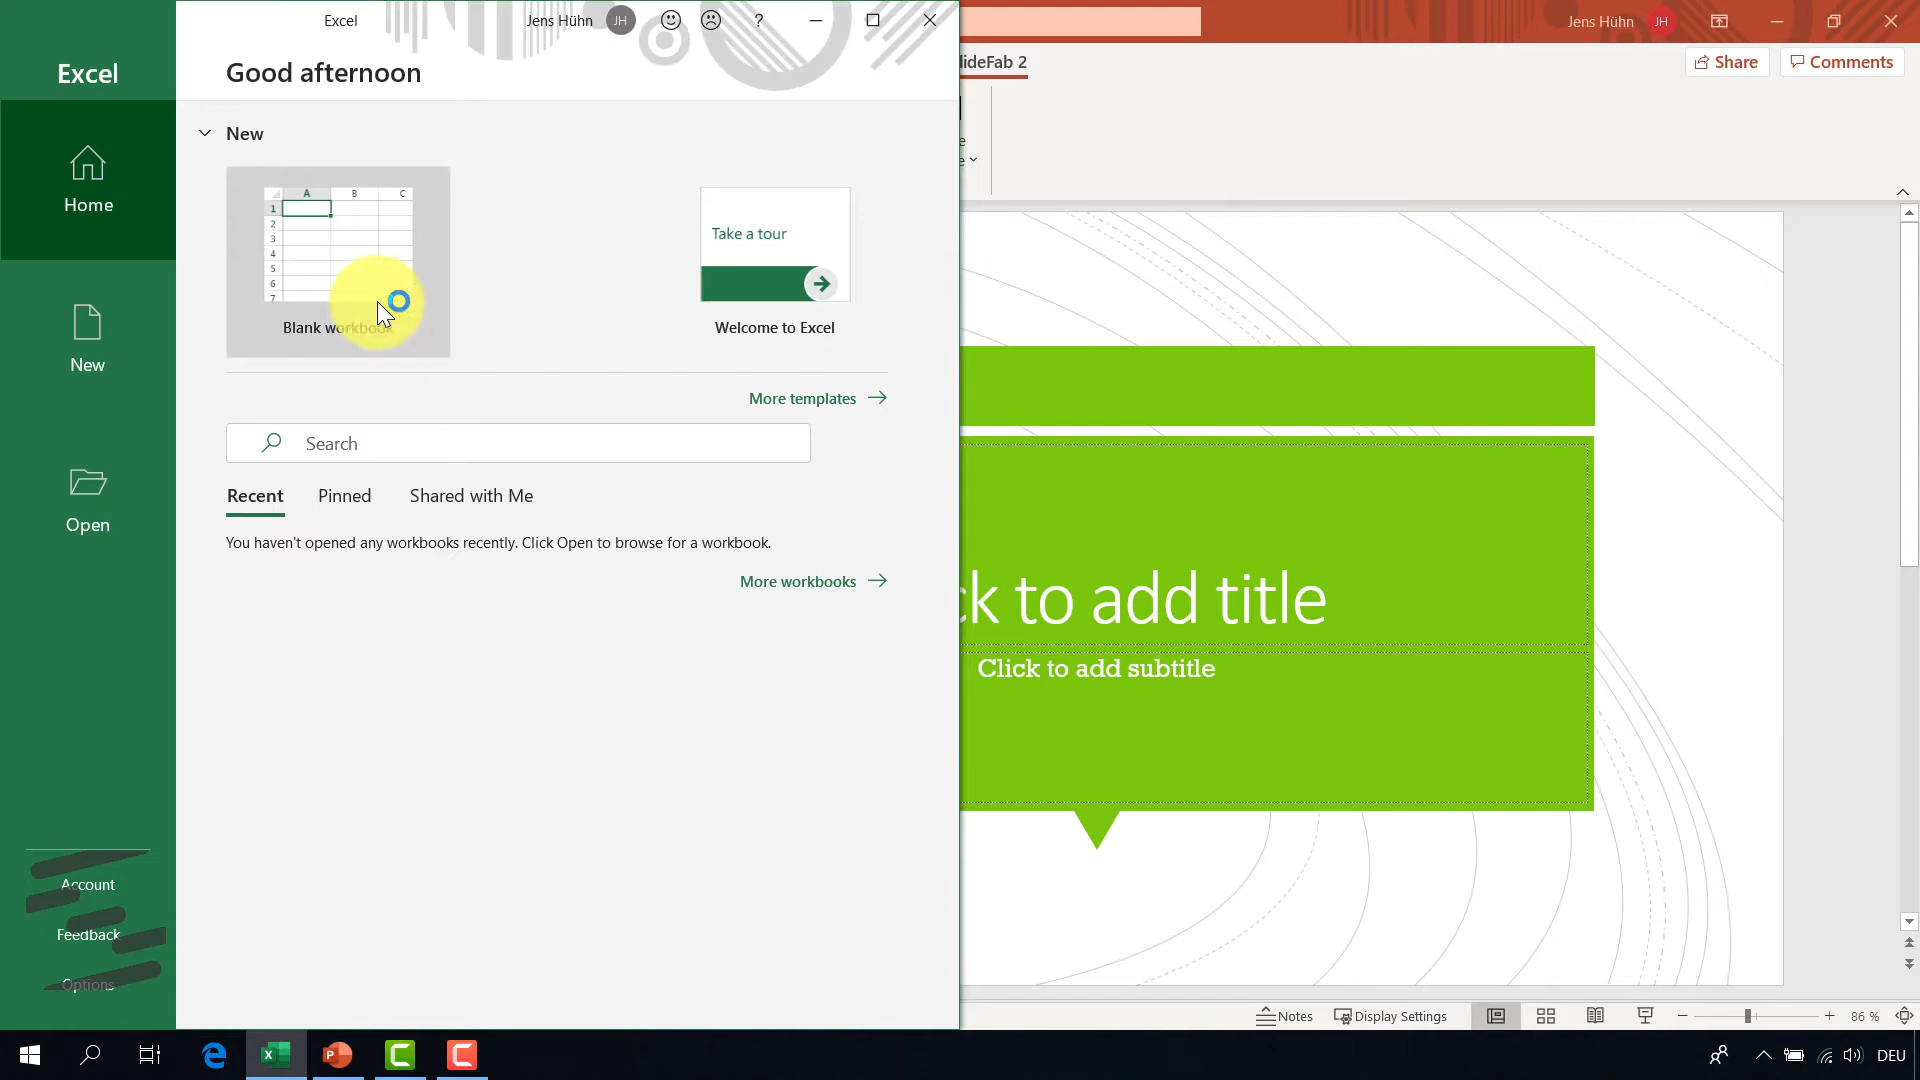 Excel
Jens Hühn
JH
?
Jens Hühn
JH
Excel
Good afternoon
lideFab 2
Share
Comments
New
Home
A B C
1
2
3
4
5
6
7
Take a tour
Blank workbook
Welcome to Excel
New
More templates
Search
Recent
Pinned
Shared with Me
Open
You haven't opened any workbooks recently. Click Open to browse for a workbook.
More workbooks
ck to add title
Click to add subtitle
Account
Feedback
Options
Notes
Display Settings
86 %
DEU